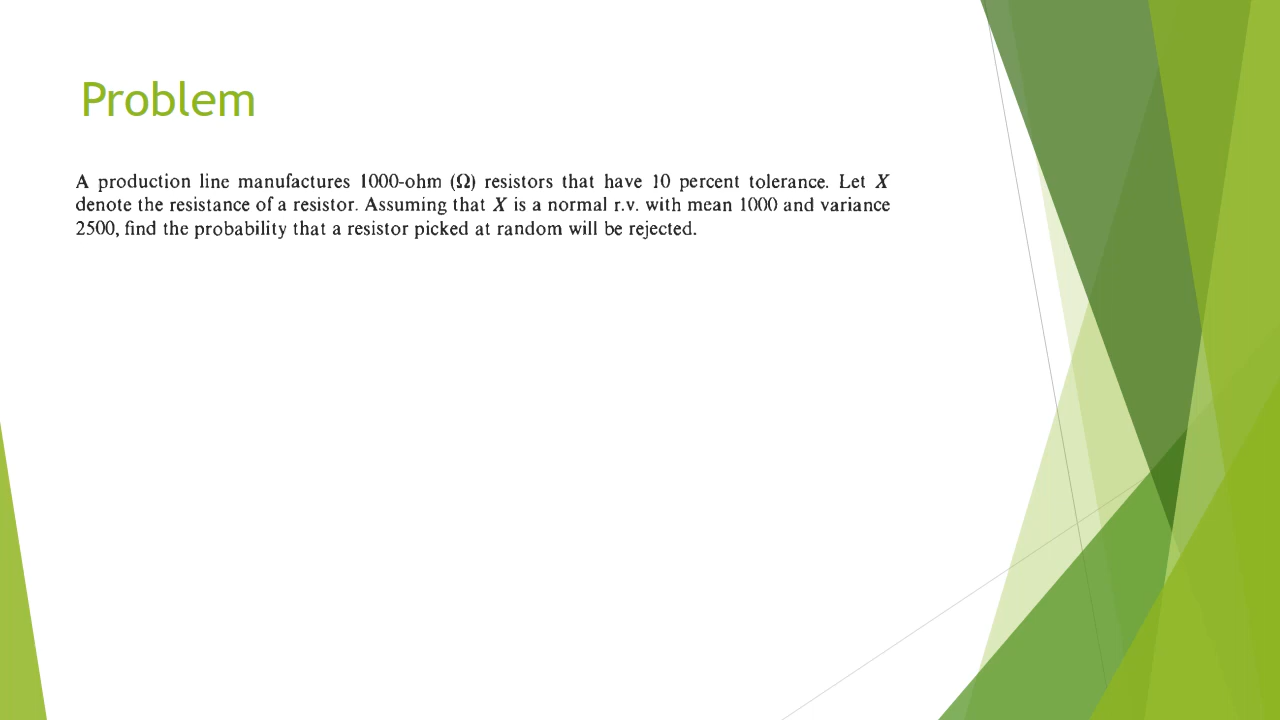 Problem
A production line manufactures 1000-ohm (Ω) resistors that have 10 percent tolerance. Let X
denote the resistance of a resistor. Assuming that X is a normal r.v. with mean 1000 and variance
2500, find the probability that a resistor picked at random will be rejected.